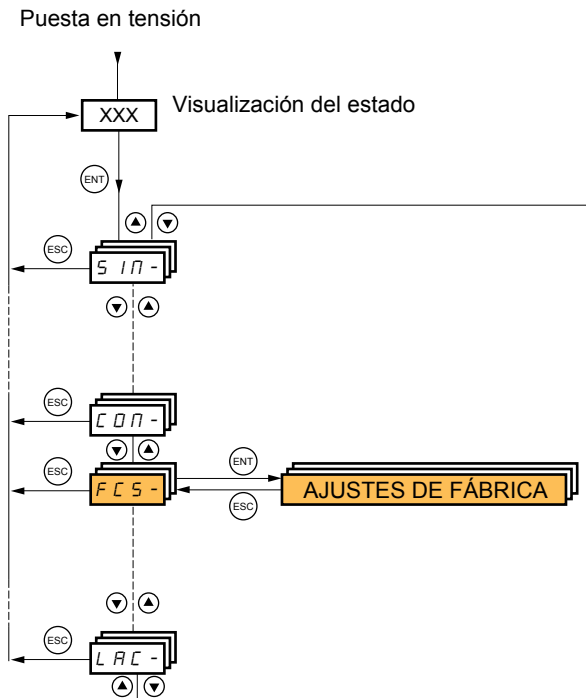 Puesta en tensión
XXX
Visualización del estado
ENT
ESC
SIM-
ESC
COM-
ESC
FCS-
ENT
ESC
AJUSTES DE FÁBRICA
ESC
LAC-